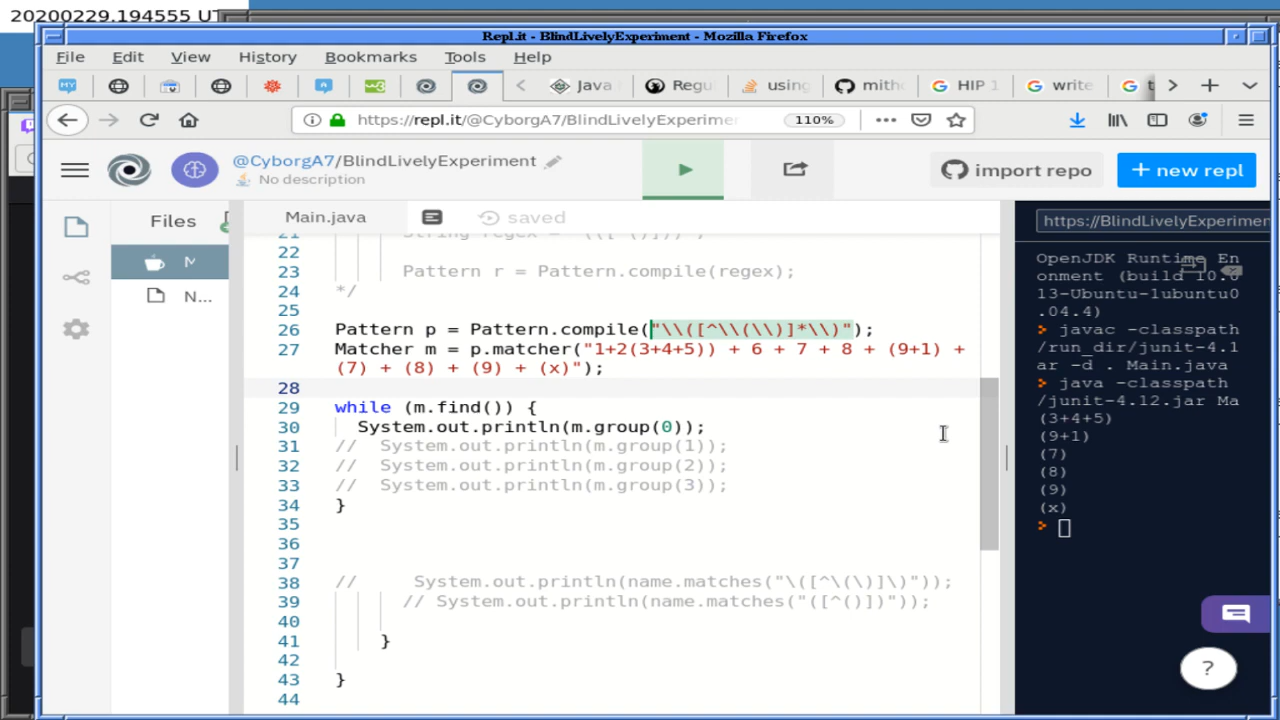 20200229.194555 UT
Repl.it - BlindLivelyExperiment - Mozilla Firefox
File Edit View History Bookmarks Tools Help
Java Regu using mith HIP 1 write
https://repl.it/@CyborgA7/BlindLivelyExperimer 110%
@CyborgA7/BlindLivelyExperiment
No description
import repo
+ new repl
Files
Main.java
saved
https://BlindLivelyExperimen
M
N...
22
23 Pattern r = Pattern.compile(regex);
24 */
25
26 Pattern p = Pattern.compile("\\([^\\(\\)]*\\)");
27 Matcher m = p.matcher("1+2(3+4+5)) + 6 + 7 + 8 + (9+1) +
(7) + (8) + (9) + (x)");
28
29 while (m.find()) {
30 System.out.println(m.group(0));
31 // System.out.println(m.group(1));
32 // System.out.println(m.group(2));
33 // System.out.println(m.group(3));
34 }
35
36
37
38 // System.out.println(name.matches("\([^\(\)]\)"));
39 // System.out.println(name.matches("([^()])"));
40
41 }
42
43 }
44
OpenJDK Runtime En
onment (build 10.0
13-Ubuntu-1ubuntu0
.04.4)
> javac -classpath
/run_dir/junit-4.1
ar -d . Main.java
> java -classpath
/junit-4.12.jar Ma
(3+4+5)
(9+1)
(7)
(8)
(9)
(x)
>
?